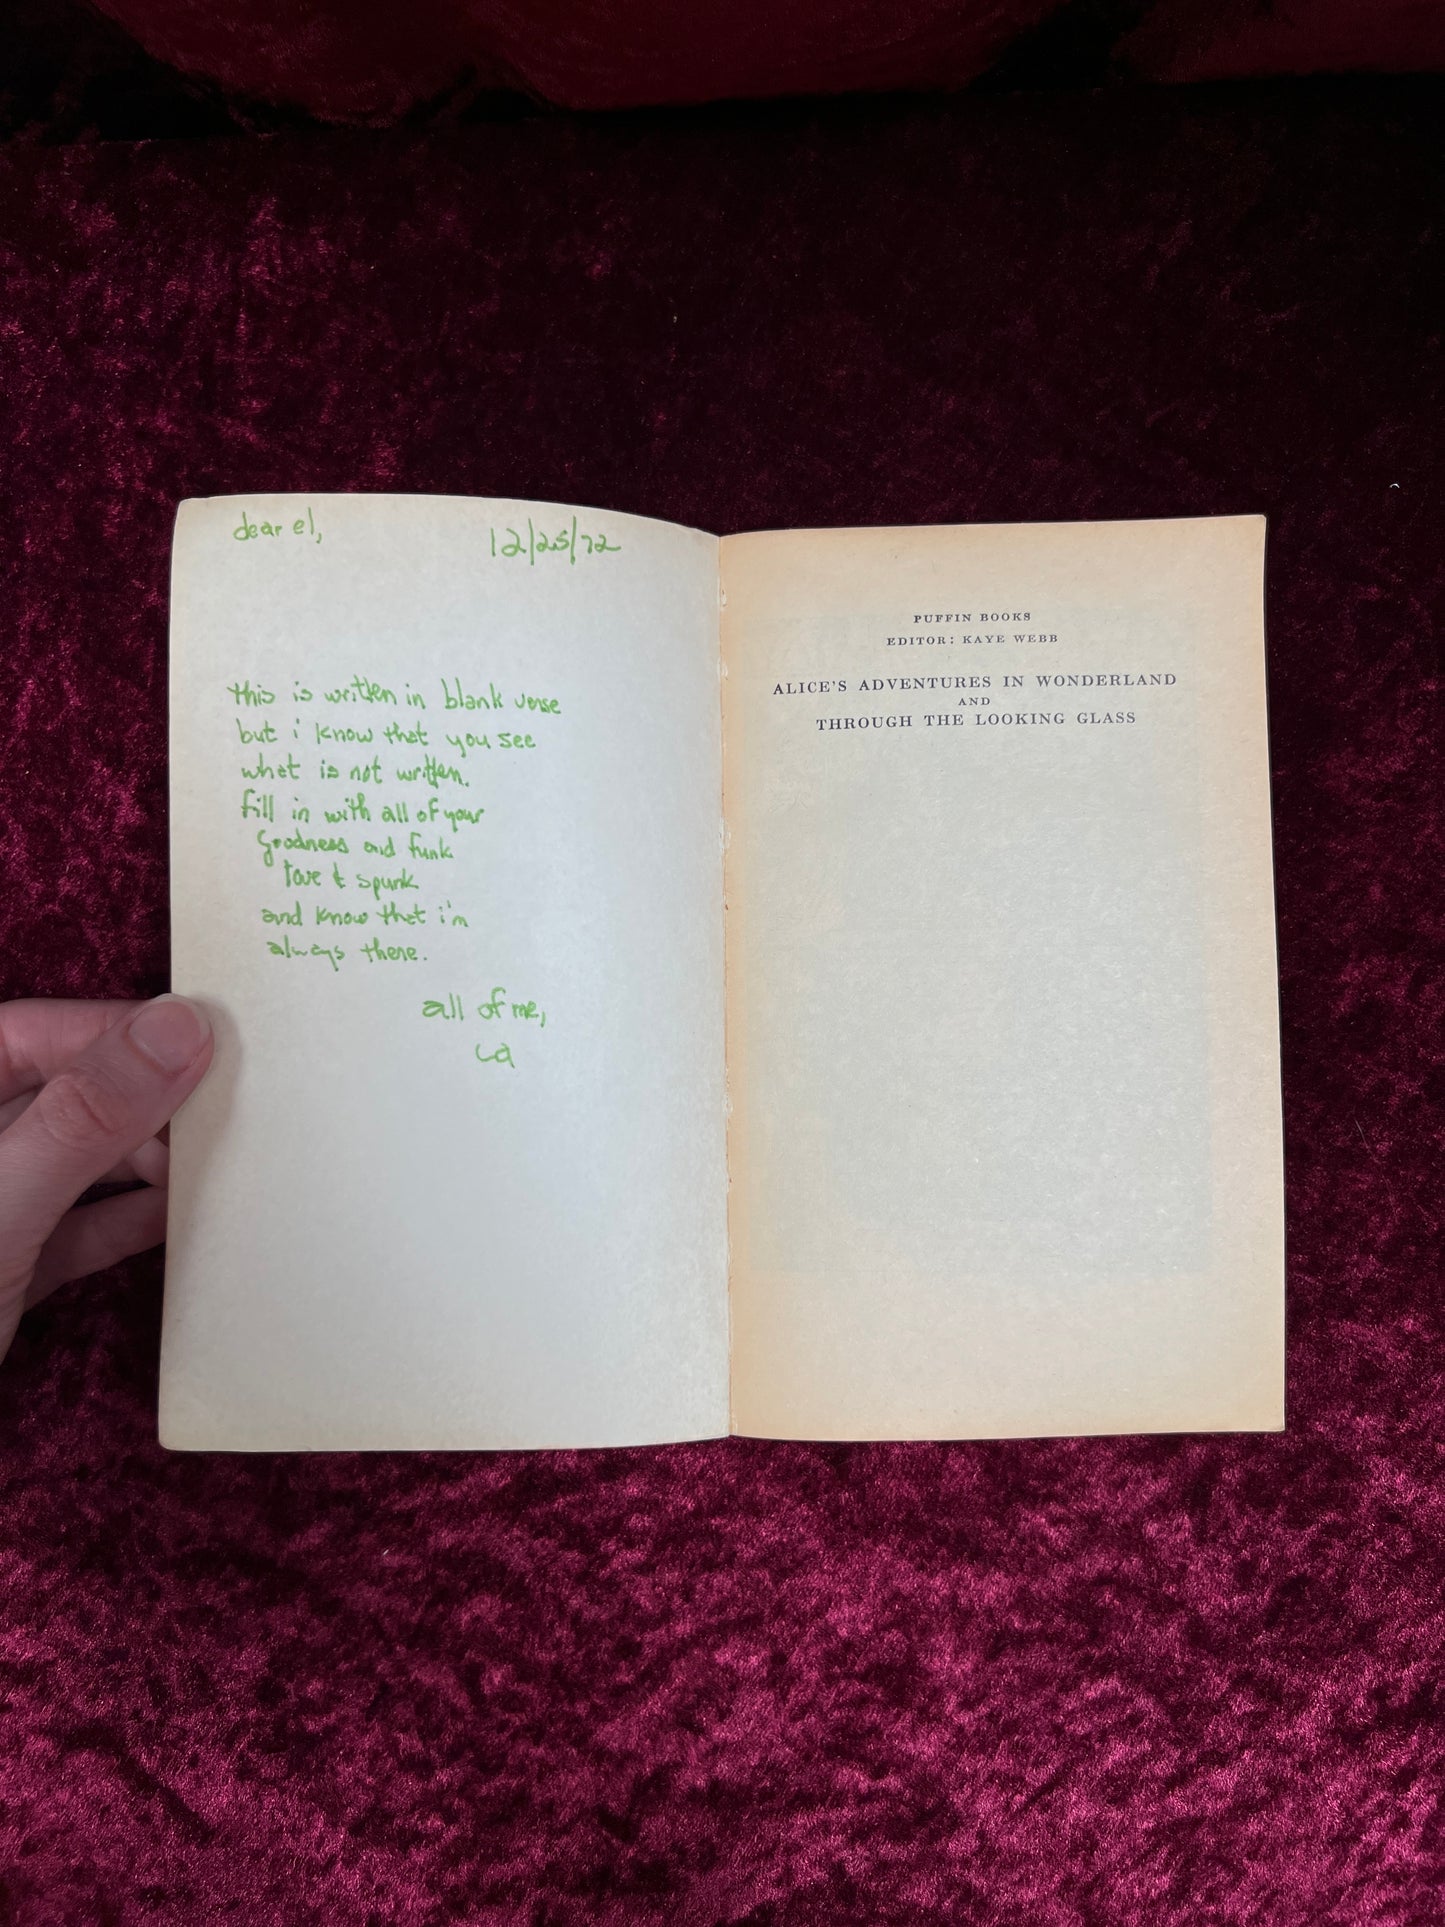 dear el,
12/25/72
this is written in blank verse
but i know that you see
what is not written.
fill in with all of your
goodness and funk
love & spunk
and know that i'm
always there.
all of me,
PUFFIN BOOKS
EDITOR: KAYE WEBB
ALICE'S ADVENTURES IN WONDERLAND
AND
THROUGH THE LOOKING GLASS